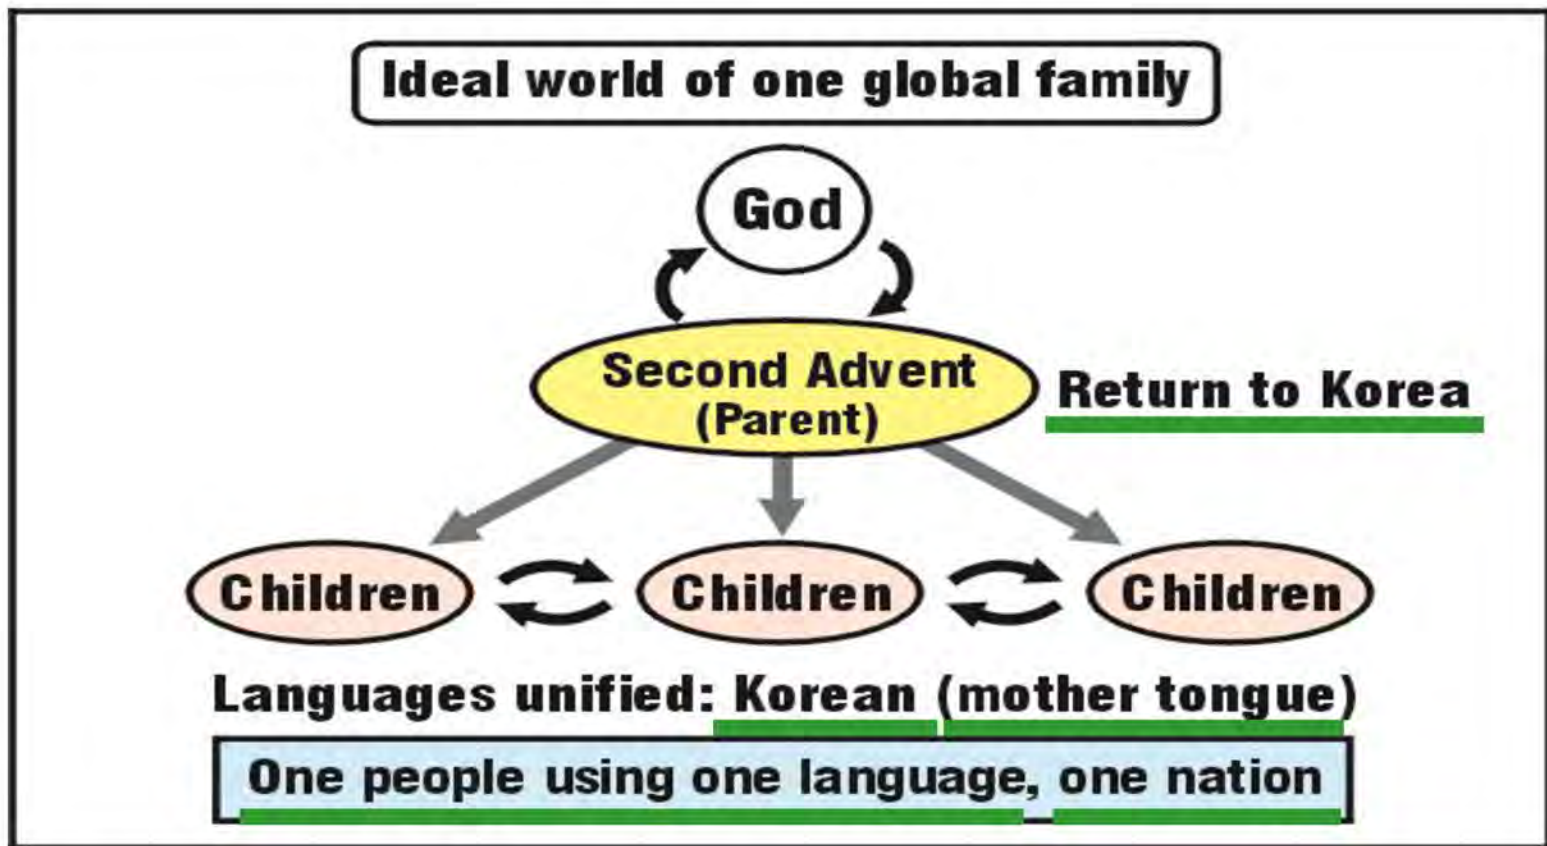 Ideal world of one global family
God
Second Advent
(Parent)
Return to Korea
Children
Children
Children
Languages unified: Korean (mother tongue)
One people using one language, one nation